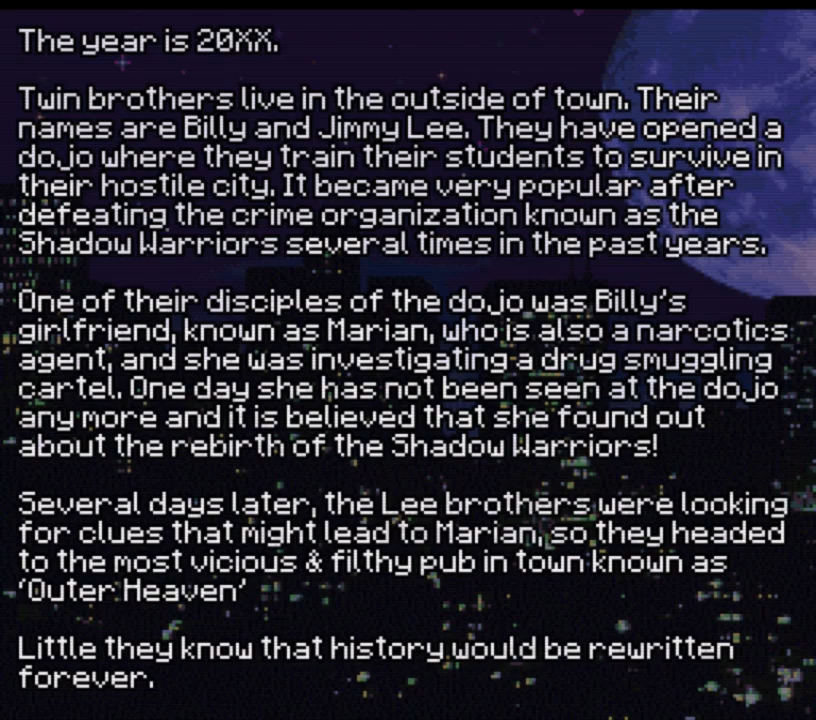 The year is 20XX.
Twin brothers live in the outside of town. Their
names are Billy and Jimmy Lee. They have opened a
dojo where they train their students to survive in
their hostile city. It became very popular after
defeating the crime organization known as the
Shadow Warriors several times in the past years.
One of their disciples of the dojo was Billy's
girlfriend, known as Marian, who is also a narcotics
agent, and she was investigating a drug smuggling
cartel. One day she has not been seen at the dojo
any more and it is believed that she found out
about the rebirth of the Shadow Warriors!
Several days later, the Lee brothers were looking
for clues that might lead to Marian, so they headed
to the most vicious & filthy pub in town known as
'Outer Heaven'
Little they know that history would be rewritten
forever.